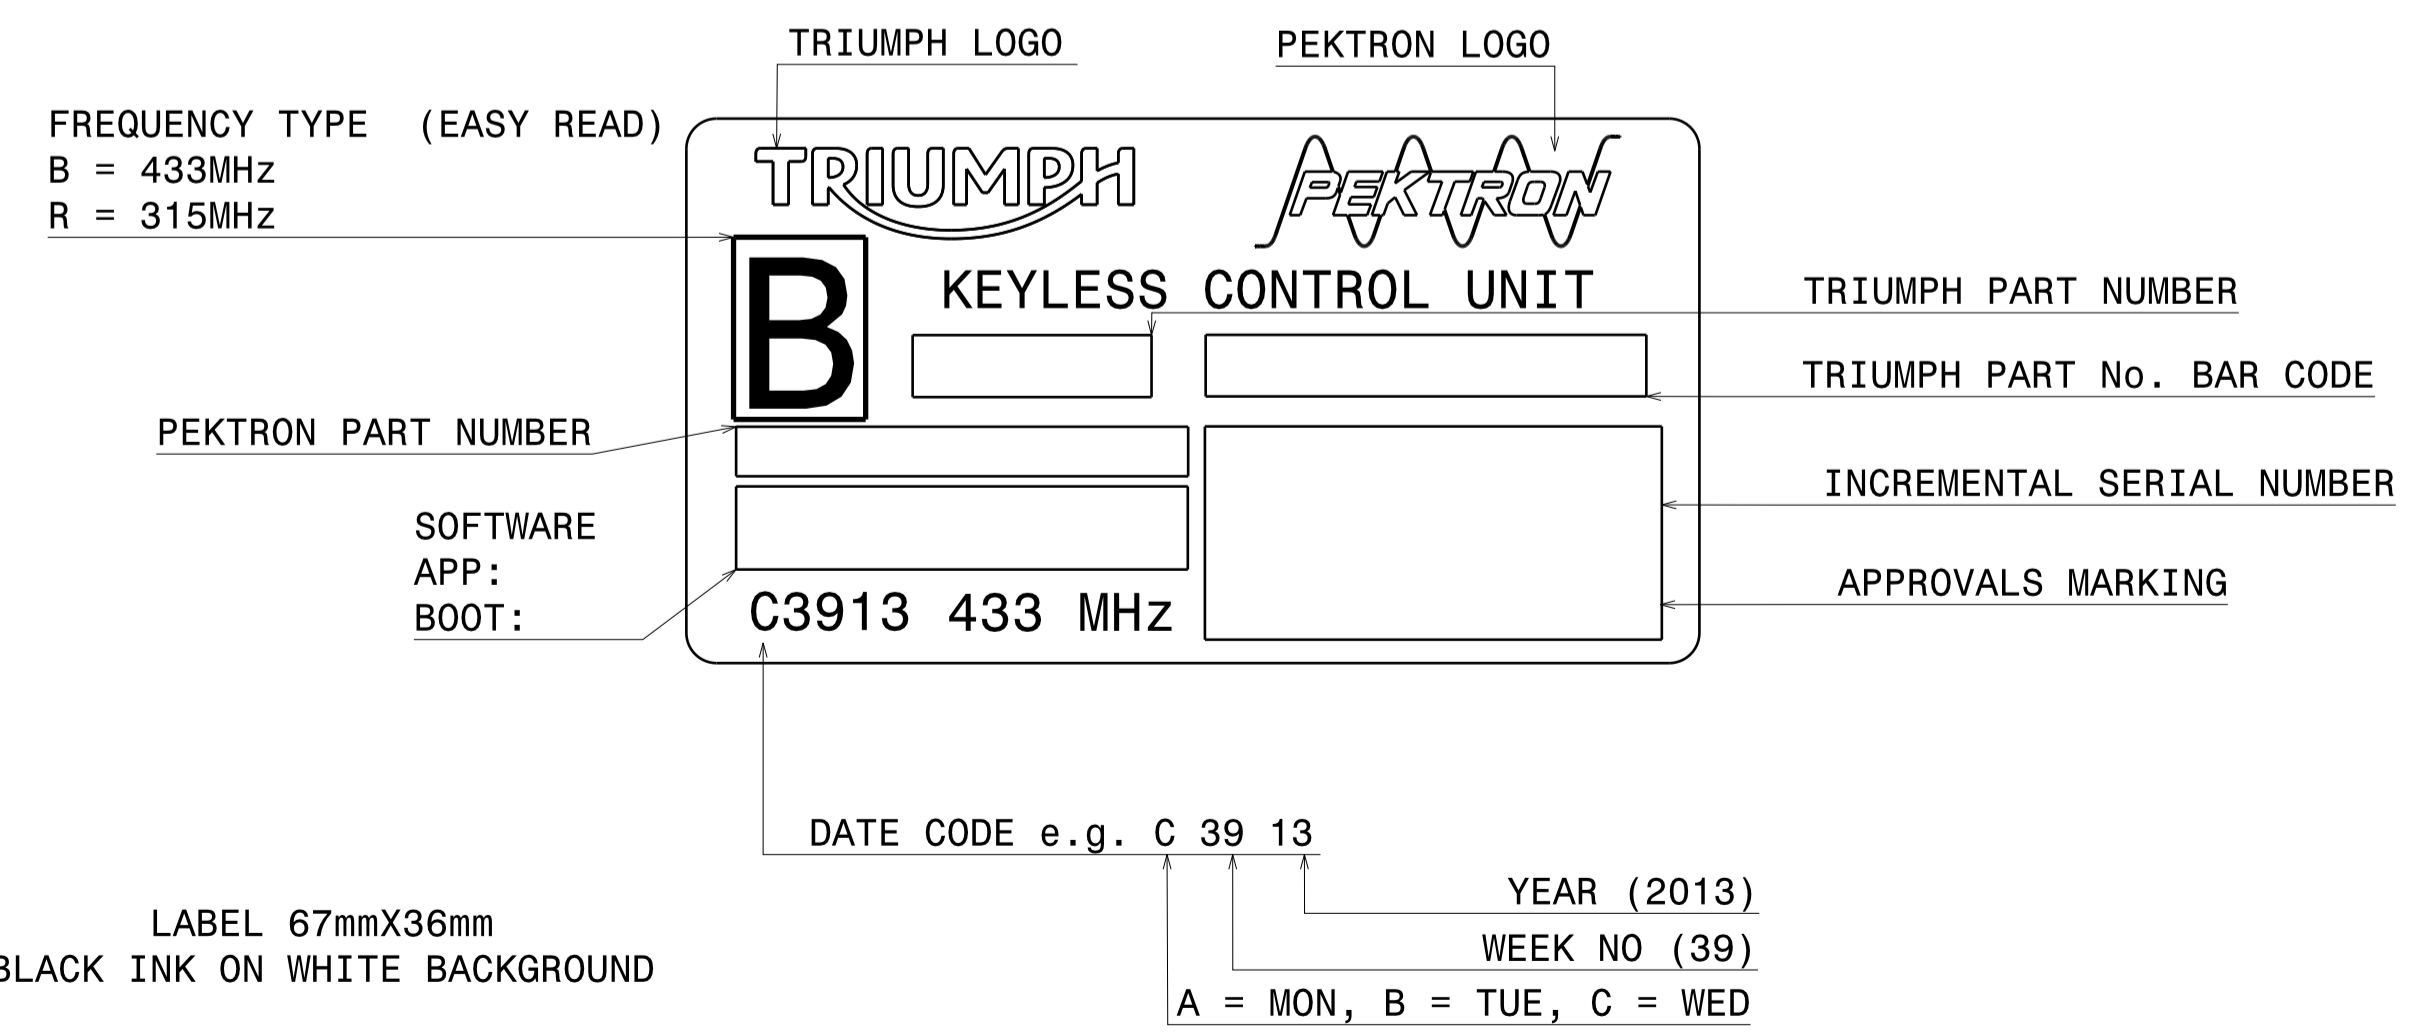 TRIUMPH LOGO
PEKTRON LOGO
FREQUENCY TYPE (EASY READ)
B = 433MHz
R = 315MHz
TRIUMPH
PEKTRON
B
KEYLESS CONTROL UNIT
TRIUMPH PART NUMBER
TRIUMPH PART No. BAR CODE
PEKTRON PART NUMBER
INCREMENTAL SERIAL NUMBER
SOFTWARE
APP:
BOOT:
APPROVALS MARKING
C3913 433 MHz
DATE CODE e.g. C 39 13
YEAR (2013)
WEEK NO (39)
A = MON, B = TUE, C = WED
LABEL 67mmX36mm
BLACK INK ON WHITE BACKGROUND